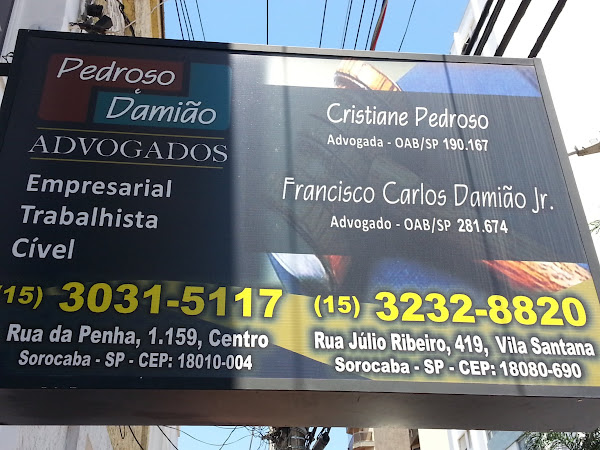 Pedroso
e
Damião
ADVOGADOS
Empresarial
Trabalhista
Cível
Cristiane Pedroso
Advogada - OAB/SP 190.167
Francisco Carlos Damião Jr.
Advogado - OAB/SP 281.674
(15) 3031-5117
Rua da Penha, 1.159, Centro
Sorocaba - SP - CEP: 18010-004
(15) 3232-8820
Rua Júlio Ribeiro, 419, Vila Santana
Sorocaba - SP - CEP: 18080-690